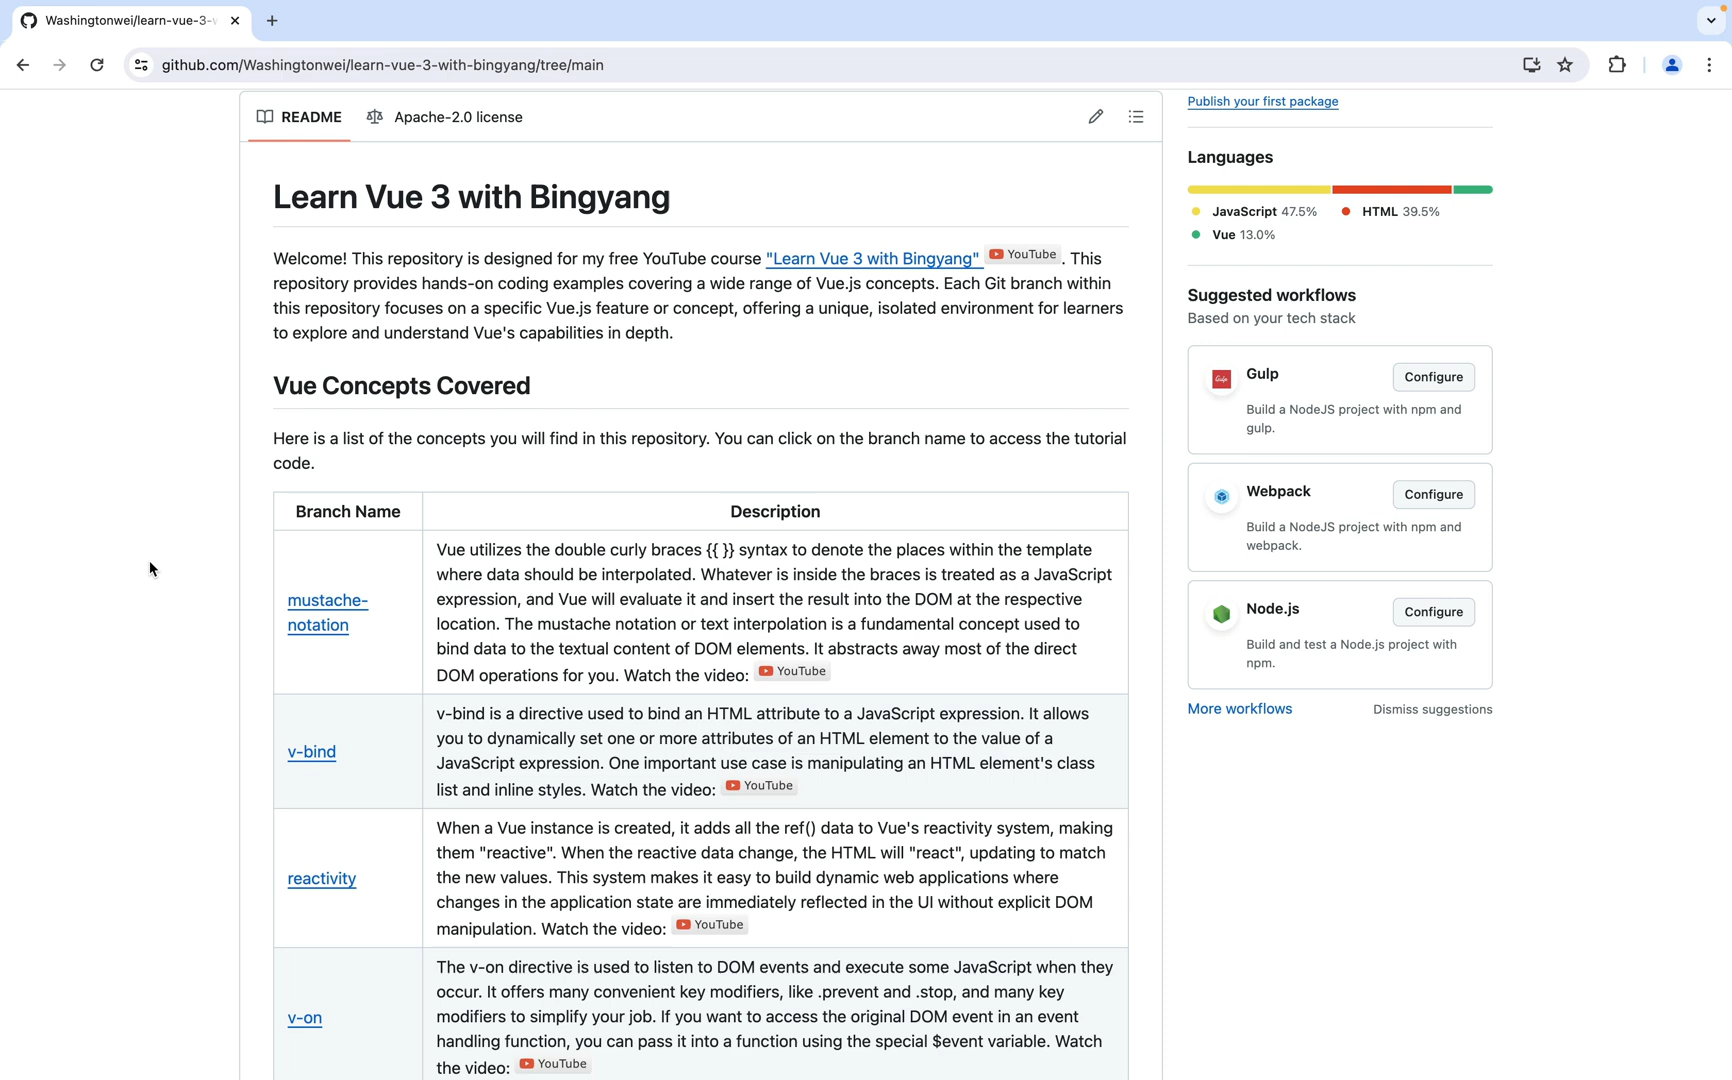 Washingtonwei/learn-vue-3-w
github.com/Washingtonwei/learn-vue-3-with-bingyang/tree/main
README
Apache-2.0 license
Learn Vue 3 with Bingyang
Welcome! This repository is designed for my free YouTube course "Learn Vue 3 with Bingyang" YouTube . This
repository provides hands-on coding examples covering a wide range of Vue.js concepts. Each Git branch within
this repository focuses on a specific Vue.js feature or concept, offering a unique, isolated environment for learners
to explore and understand Vue's capabilities in depth.
Vue Concepts Covered
Here is a list of the concepts you will find in this repository. You can click on the branch name to access the tutorial
code.
Branch Name
Description
mustache-
notation
Vue utilizes the double curly braces {{ }} syntax to denote the places within the template
where data should be interpolated. Whatever is inside the braces is treated as a JavaScript
expression, and Vue will evaluate it and insert the result into the DOM at the respective
location. The mustache notation or text interpolation is a fundamental concept used to
bind data to the textual content of DOM elements. It abstracts away most of the direct
DOM operations for you. Watch the video: YouTube
v-bind
v-bind is a directive used to bind an HTML attribute to a JavaScript expression. It allows
you to dynamically set one or more attributes of an HTML element to the value of a
JavaScript expression. One important use case is manipulating an HTML element's class
list and inline styles. Watch the video: YouTube
reactivity
When a Vue instance is created, it adds all the ref() data to Vue's reactivity system, making
them "reactive". When the reactive data change, the HTML will "react", updating to match
the new values. This system makes it easy to build dynamic web applications where
changes in the application state are immediately reflected in the UI without explicit DOM
manipulation. Watch the video: YouTube
v-on
The v-on directive is used to listen to DOM events and execute some JavaScript when they
occur. It offers many convenient key modifiers, like .prevent and .stop, and many key
modifiers to simplify your job. If you want to access the original DOM event in an event
handling function, you can pass it into a function using the special $event variable. Watch
the video: YouTube
Publish your first package
Languages
JavaScript 47.5%
HTML 39.5%
Vue 13.0%
Suggested workflows
Based on your tech stack
Gulp
Configure
Build a NodeJS project with npm and
gulp.
Webpack
Configure
Build a NodeJS project with npm and
webpack.
Node.js
Configure
Build and test a Node.js project with
npm.
More workflows
Dismiss suggestions